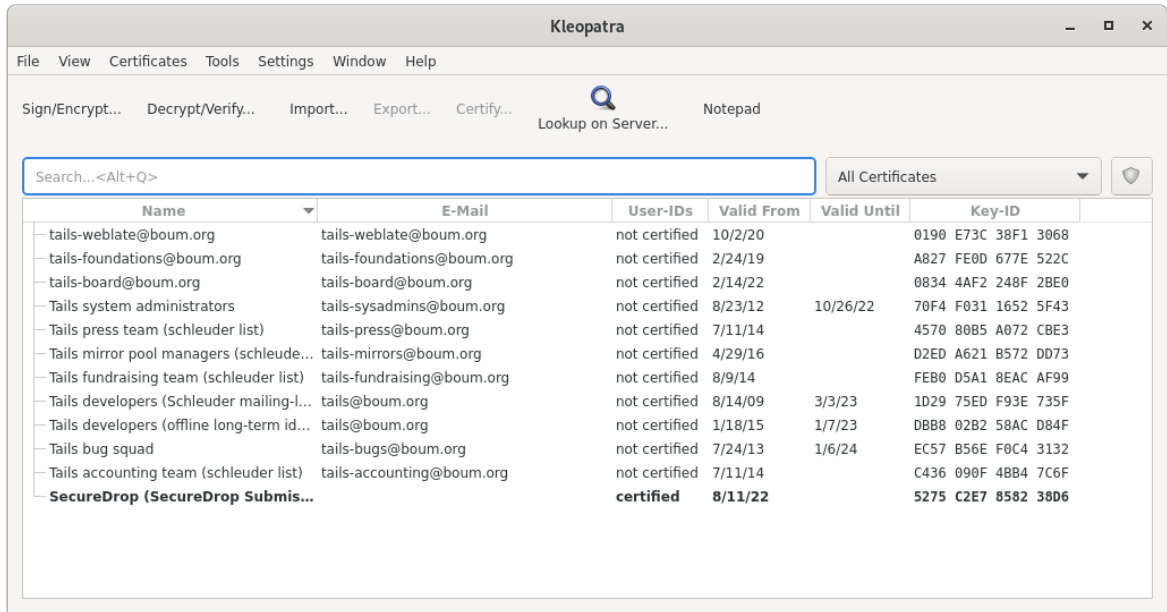 Kleopatra
File View Certificates Tools Settings Window Help
Sign/Encrypt... Decrypt/Verify... Import... Export... Certify... Lookup on Server... Notepad
Search...<Alt+Q> All Certificates
Name E-Mail User-IDs Valid From Valid Until Key-ID
tails-weblate@boum.org tails-weblate@boum.org not certified 10/2/20 0190 E73C 38F1 3068
tails-foundations@boum.org tails-foundations@boum.org not certified 2/24/19 A827 FE0D 677E 522C
tails-board@boum.org tails-board@boum.org not certified 2/14/22 0834 4AF2 248F 2BE0
Tails system administrators tails-sysadmins@boum.org not certified 8/23/12 10/26/22 70F4 F031 1652 5F43
Tails press team (schleuder list) tails-press@boum.org not certified 7/11/14 4570 80B5 A072 CBE3
Tails mirror pool managers (schleude... tails-mirrors@boum.org not certified 4/29/16 D2ED A621 B572 DD73
Tails fundraising team (schleuder list) tails-fundraising@boum.org not certified 8/9/14 FEB0 D5A1 8EAC AF99
Tails developers (Schleuder mailing-l... tails@boum.org not certified 8/14/09 3/3/23 1D29 75ED F93E 735F
Tails developers (offline long-term id... tails@boum.org not certified 1/18/15 1/7/23 DBB8 02B2 58AC D84F
Tails bug squad tails-bugs@boum.org not certified 7/24/13 1/6/24 EC57 B56E F0C4 3132
Tails accounting team (schleuder list) tails-accounting@boum.org not certified 7/11/14 C436 090F 4BB4 7C6F
SecureDrop (SecureDrop Submis... certified 8/11/22 5275 C2E7 8582 38D6